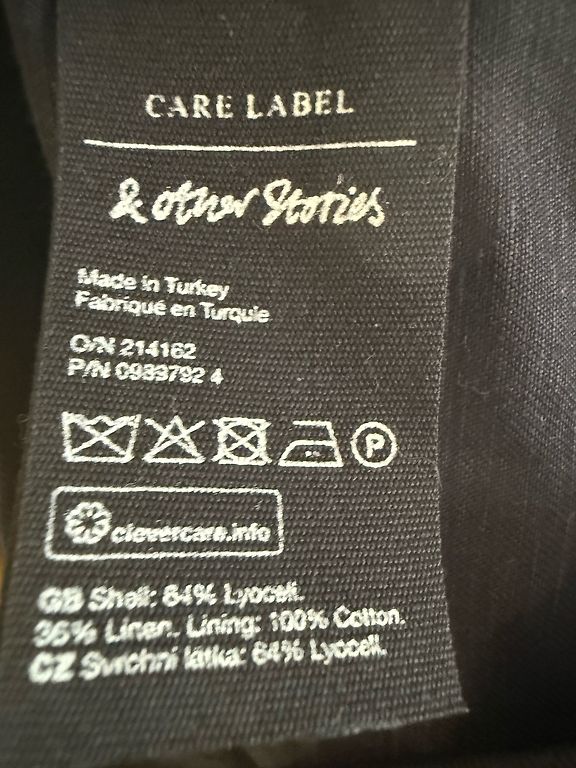 CARE LABEL
& other Stories
Made in Turkey
Fabriqué en Turquie
O/N 214162
P/N 0989792 4
P
clevercare.info
GB Shell: 64% Lyocell.
36% Linen. Lining: 100% Cotton.
CZ Svrchní látka: 64% Lyocell.